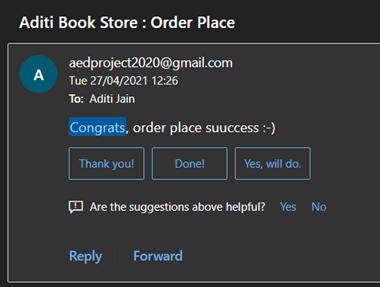 Aditi Book Store : Order Place
A
aedproject2020@gmail.com
Tue 27/04/2021 12:26
To: Aditi Jain
Congrats, order place suuccess :-)
Thank you! Done! Yes, will do.
Are the suggestions above helpful? Yes No
Reply Forward